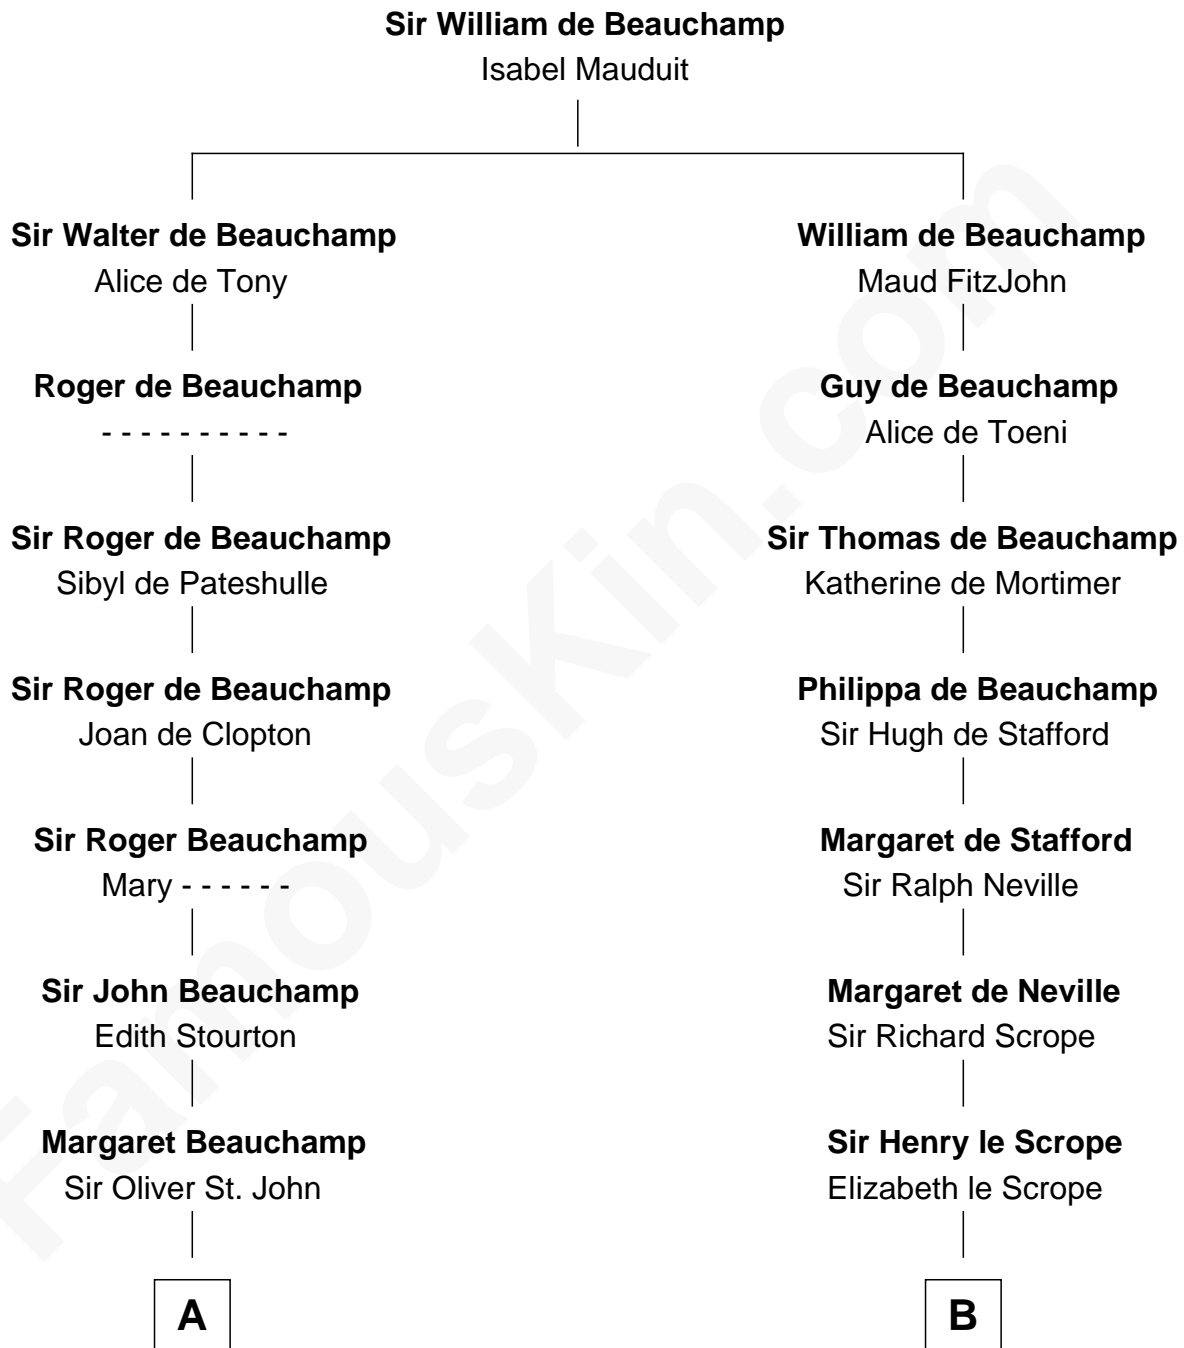 Sir William de Beauchamp
Isabel Mauduit
Sir Walter de Beauchamp
Alice de Tony
William de Beauchamp
Maud FitzJohn
Roger de Beauchamp
- - - - - - - - - -
Guy de Beauchamp
Alice de Toeni
Sir Roger de Beauchamp
Sibyl de Pateshulle
Sir Thomas de Beauchamp
Katherine de Mortimer
Sir Roger de Beauchamp
Joan de Clopton
Philippa de Beauchamp
Sir Hugh de Stafford
Sir Roger Beauchamp
Mary - - - - - -
Margaret de Stafford
Sir Ralph Neville
Sir John Beauchamp
Edith Stourton
Margaret de Neville
Sir Richard Scrope
Margaret Beauchamp
Sir Oliver St. John
Sir Henry le Scrope
Elizabeth le Scrope
A
B
FamousKin.com